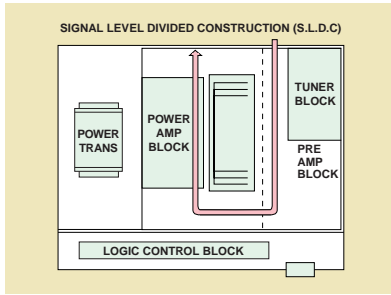 SIGNAL LEVEL DIVIDED CONSTRUCTION (S.L.D.C)
POWER
TRANS
POWER
AMP
BLOCK
TUNER
BLOCK
PRE
AMP
BLOCK
LOGIC CONTROL BLOCK